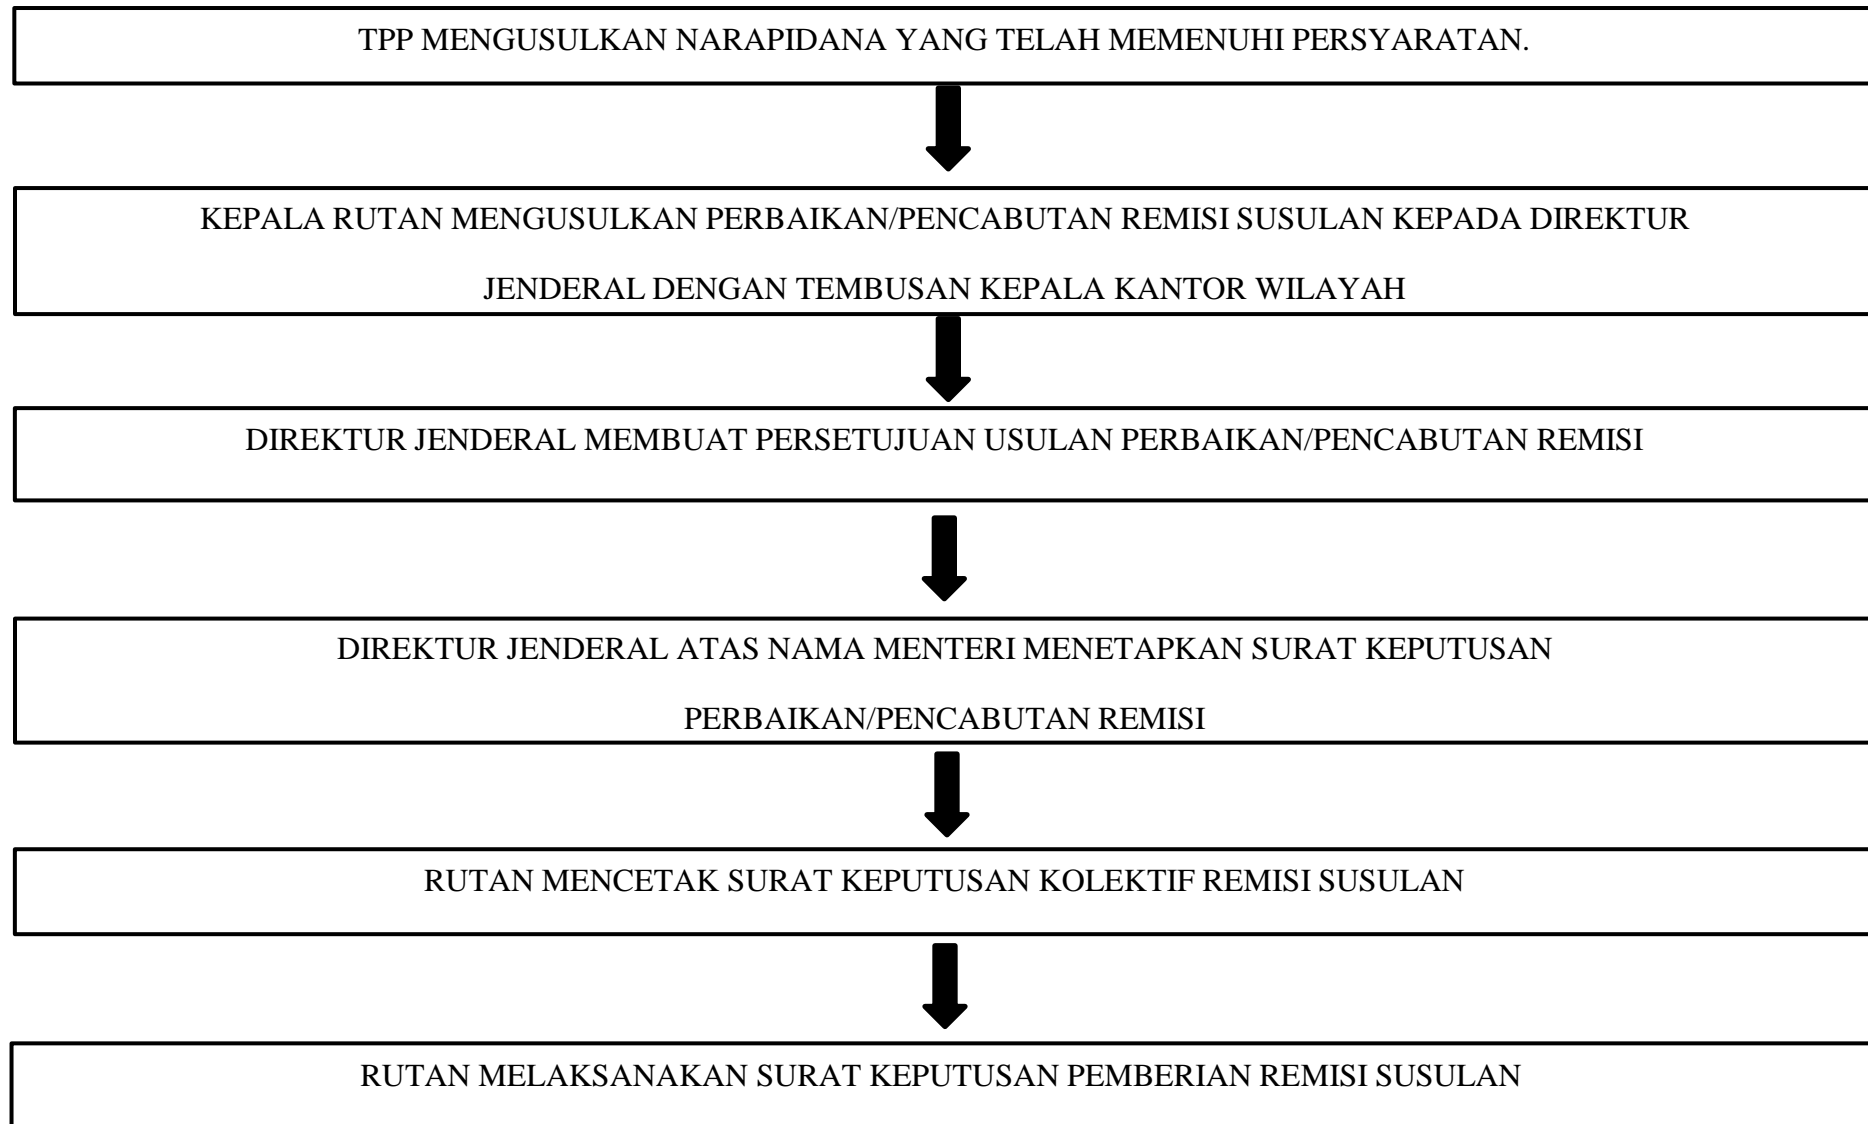 TPP MENGUSULKAN NARAPIDANA YANG TELAH MEMENUHI PERSYARATAN.
KEPALA RUTAN MENGUSULKAN PERBAIKAN/PENCABUTAN REMISI SUSULAN KEPADA DIREKTUR
JENDERAL DENGAN TEMBUSAN KEPALA KANTOR WILAYAH
DIREKTUR JENDERAL MEMBUAT PERSETUJUAN USULAN PERBAIKAN/PENCABUTAN REMISI
DIREKTUR JENDERAL ATAS NAMA MENTERI MENETAPKAN SURAT KEPUTUSAN
PERBAIKAN/PENCABUTAN REMISI
RUTAN MENCETAK SURAT KEPUTUSAN KOLEKTIF REMISI SUSULAN
RUTAN MELAKSANAKAN SURAT KEPUTUSAN PEMBERIAN REMISI SUSULAN